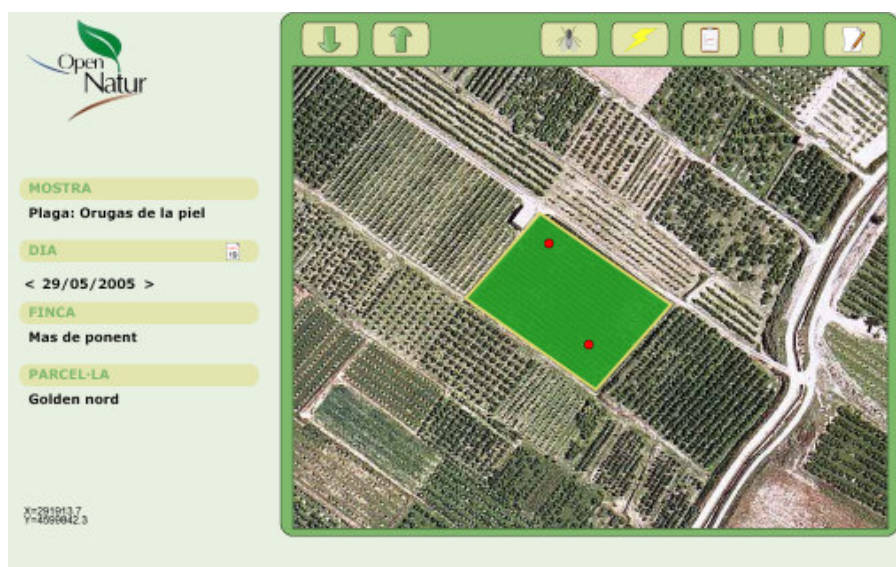 Open
Natur
MOSTRA
Plaga: Orugas de la piel
DIA
< 29/05/2005 >
FINCA
Mas de ponent
PARCEL·LA
Golden nord
X=291913.7
Y=4599842.3